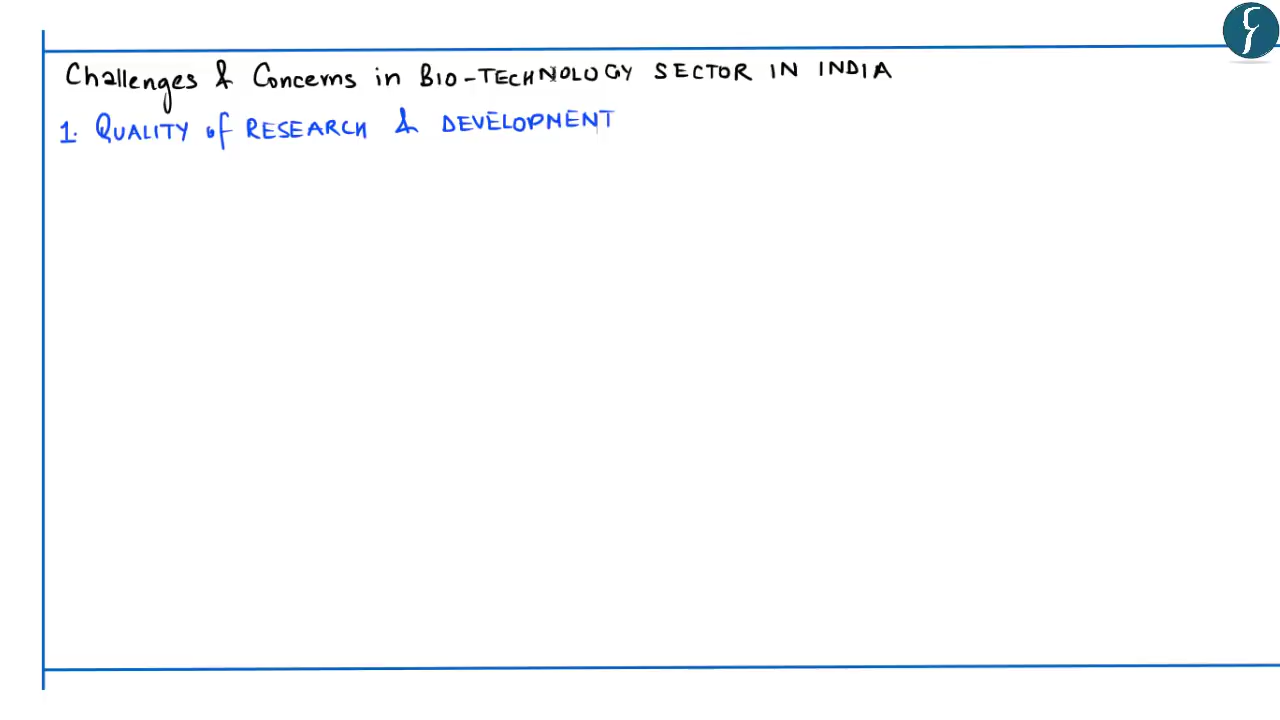 Challenges & Concerns in BIO-TECHNOLOGY SECTOR IN INDIA
1. QUALITY of RESEARCH & DEVELOPMENT